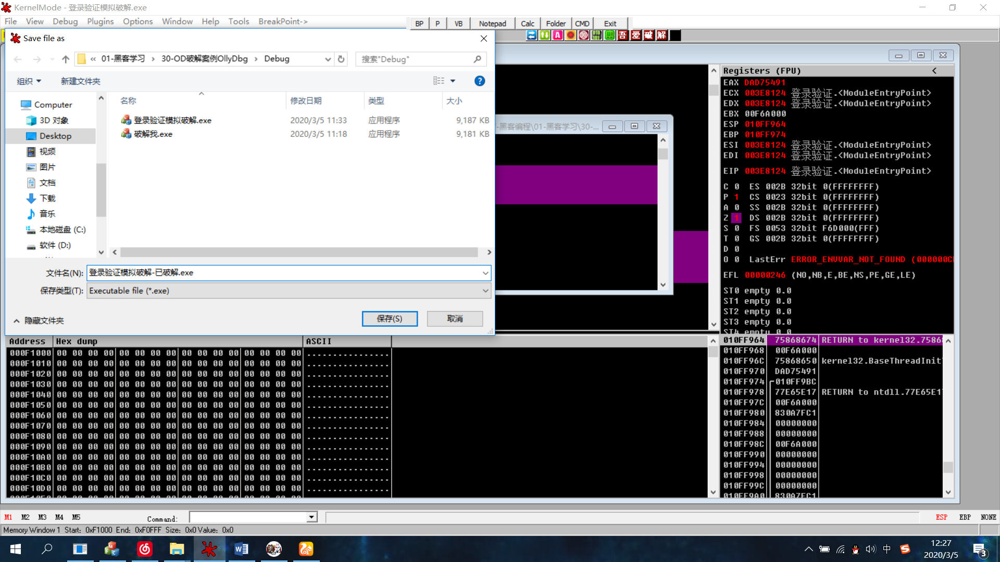 KernelMode - 登录验证模拟破解.exe
File View Debug Plugins Options Window Help Tools BreakPoint->
BP P VB Notepad Calc Folder CMD Exit
吾 爱 破 解
Save file as
« 01-黑客学习 › 30-OD破解案例OllyDbg › Debug
搜索"Debug"
组织 新建文件夹
名称 修改日期 类型 大小
Computer
3D 对象
Desktop
视频
图片
文档
下载
音乐
本地磁盘 (C:)
软件 (D:)
登录验证模拟破解.exe 2020/3/5 11:33 应用程序 9,187 KB
破解我.exe 2020/3/5 11:18 应用程序 9,181 KB
文件名(N): 登录验证模拟破解-已破解.exe
保存类型(T): Executable file (*.exe)
隐藏文件夹
保存(S) 取消
-黑客编程\01-黑客学习\30-...
Registers (FPU) <
EAX DAD75491
ECX 003E8124 登录验证.<ModuleEntryPoint>
EDX 003E8124 登录验证.<ModuleEntryPoint>
EBX 00F6A000
ESP 010FF964
EBP 010FF974
ESI 003E8124 登录验证.<ModuleEntryPoint>
EDI 003E8124 登录验证.<ModuleEntryPoint>
EIP 003E8124 登录验证.<ModuleEntryPoint>
C 0 ES 002B 32bit 0(FFFFFFFF)
P 1 CS 0023 32bit 0(FFFFFFFF)
A 0 SS 002B 32bit 0(FFFFFFFF)
Z 1 DS 002B 32bit 0(FFFFFFFF)
S 0 FS 0053 32bit F6D000(FFF)
T 0 GS 002B 32bit 0(FFFFFFFF)
D 0
O 0 LastErr ERROR_ENVVAR_NOT_FOUND (000000C
EFL 00000246 (NO,NB,E,BE,NS,PE,GE,LE)
ST0 empty 0.0
ST1 empty 0.0
ST2 empty 0.0
ST3 empty 0.0
ST4 empty 0.0
Address Hex dump ASCII
000F1000 00 00 00 00 00 00 00 00 00 00 00 00 00 00 00 00 ................
000F1010 00 00 00 00 00 00 00 00 00 00 00 00 00 00 00 00 ................
000F1020 00 00 00 00 00 00 00 00 00 00 00 00 00 00 00 00 ................
000F1030 00 00 00 00 00 00 00 00 00 00 00 00 00 00 00 00 ................
000F1040 00 00 00 00 00 00 00 00 00 00 00 00 00 00 00 00 ................
000F1050 00 00 00 00 00 00 00 00 00 00 00 00 00 00 00 00 ................
000F1060 00 00 00 00 00 00 00 00 00 00 00 00 00 00 00 00 ................
000F1070 00 00 00 00 00 00 00 00 00 00 00 00 00 00 00 00 ................
000F1080 00 00 00 00 00 00 00 00 00 00 00 00 00 00 00 00 ................
000F1090 00 00 00 00 00 00 00 00 00 00 00 00 00 00 00 00 ................
000F10A0 00 00 00 00 00 00 00 00 00 00 00 00 00 00 00 00 ................
000F10B0 00 00 00 00 00 00 00 00 00 00 00 00 00 00 00 00 ................
000F10C0 00 00 00 00 00 00 00 00 00 00 00 00 00 00 00 00 ................
000F10D0 00 00 00 00 00 00 00 00 00 00 00 00 00 00 00 00 ................
010FF964 75868674 RETURN to kernel32.7586
010FF968 00F6A000
010FF96C 75868650 kernel32.BaseThreadInit
010FF970 DAD75491
010FF974 010FF9BC
010FF978 77E65E17 RETURN to ntdll.77E65E1
010FF97C 00F6A000
010FF980 830A7FC1
010FF984 00000000
010FF988 00000000
010FF98C 00F6A000
010FF990 00000000
010FF994 00000000
010FF998 00000000
010FF99C 00000000
010FF9A0 830A7FC1
M1 M2 M3 M4 M5 Command: ESP EBP NONE
Memory Window 1 Start: 0xF1000 End: 0xF0FFF Size: 0x0 Value: 0x0
中
12:27
2020/3/5
3